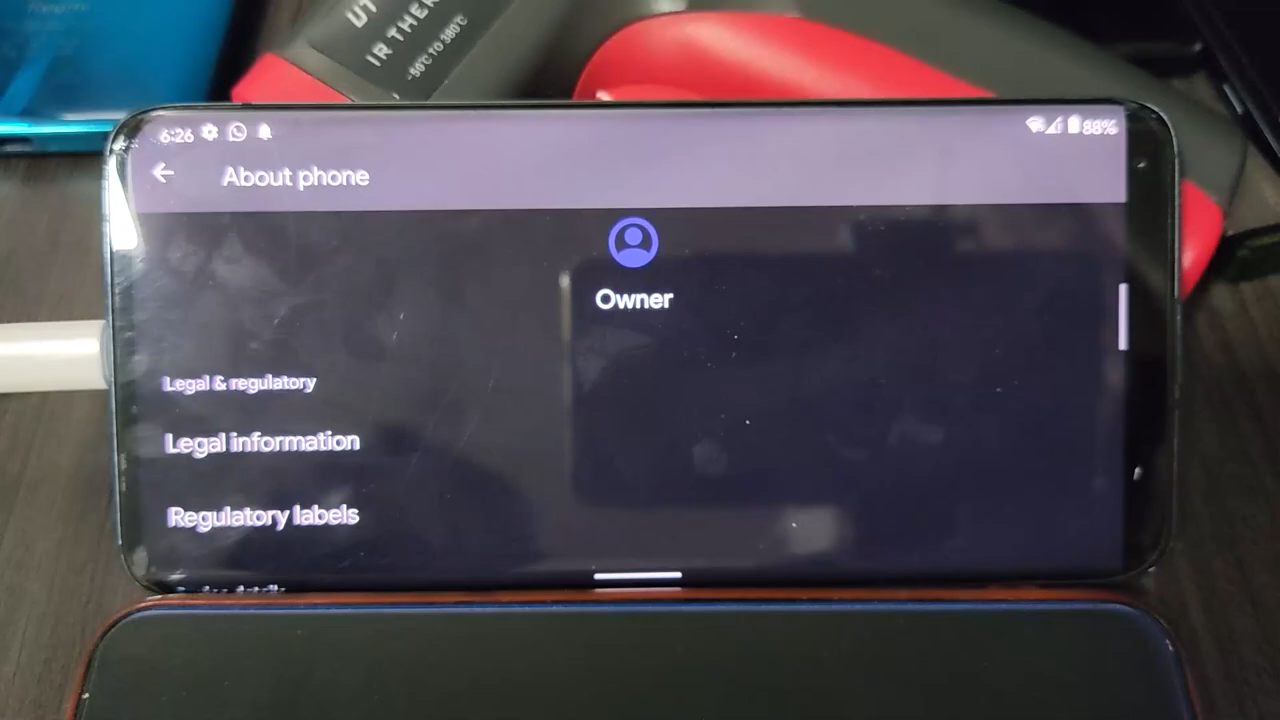 UT
IR THER
-50°C TO 380°C
6:26
88%
About phone
Owner
Legal & regulatory
Legal information
Regulatory labels